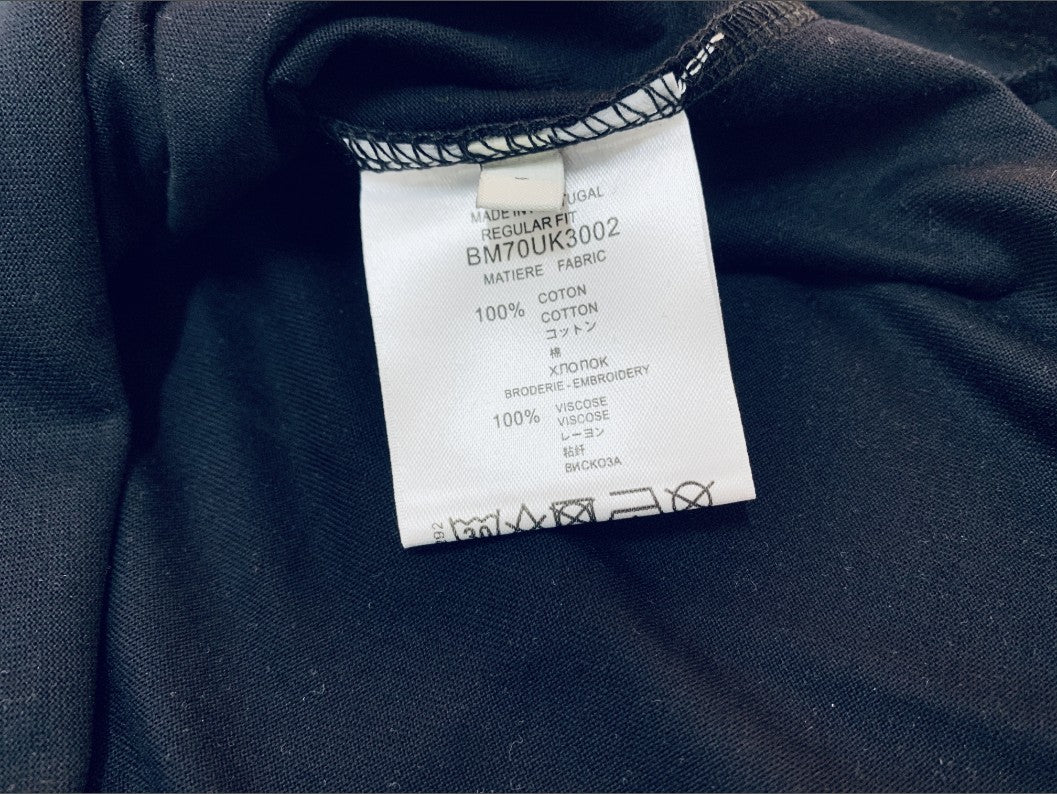 MADE IN TUGAL
REGULAR FIT
BM70UK3002
MATIERE FABRIC
100% COTON
COTTON
コットン
棉
ХЛОПОК
BRODERIE - EMBROIDERY
100% VISCOSE
VISCOSE
レーヨン
粘纤
ВИСКОЗА
30